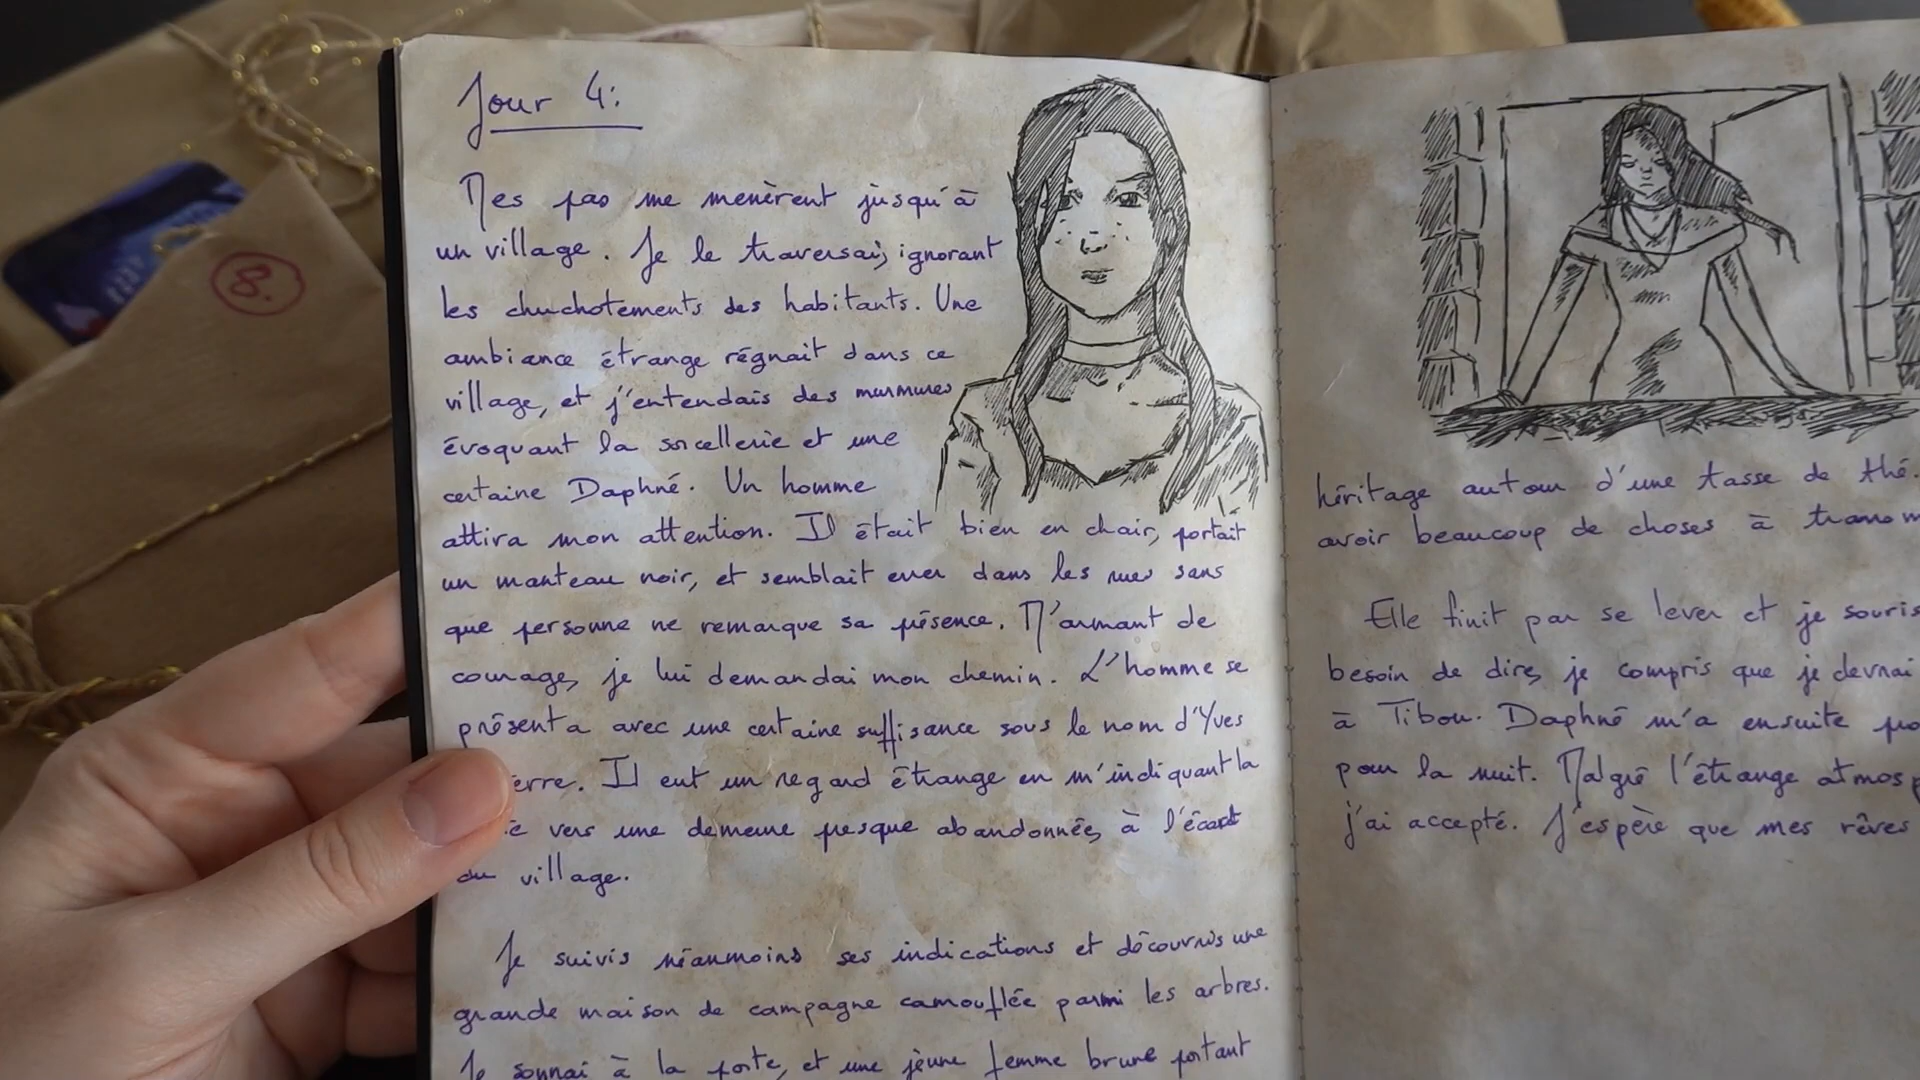 Jour 4:
Mes pas me menèrent jusqu'à
un village. Je le traversai, ignorant
les chuchotements des habitants. Une
ambiance étrange régnait dans ce
village, et j'entendais des murmures
évoquant la sorcellerie et une
certaine Daphné. Un homme
attira mon attention. Il était bien en chair, portait
un manteau noir, et semblait errer dans les rues sans
que personne ne remarque sa présence. M'armant de
courage, je lui demandai mon chemin. L'homme se
présenta avec une certaine suffisance sous le nom d'Yves
erre. Il eut un regard étrange en m'indiquant la
vers une demeure presque abandonnée, à l'écart
du village.
Je suivis néanmoins ses indications et découvris une
grande maison de campagne camouflée parmi les arbres.
Je sonnai à la porte, et une jeune femme brune portant
héritage autour d'une tasse de thé.
avoir beaucoup de choses à transm
Elle finit par se lever et je souris
besoin de dire, je compris que je devrai
à Tibou. Daphné m'a ensuite pro
pour la nuit. Malgré l'étrange atmosp
j'ai accepté. J'espère que mes rêves
8.